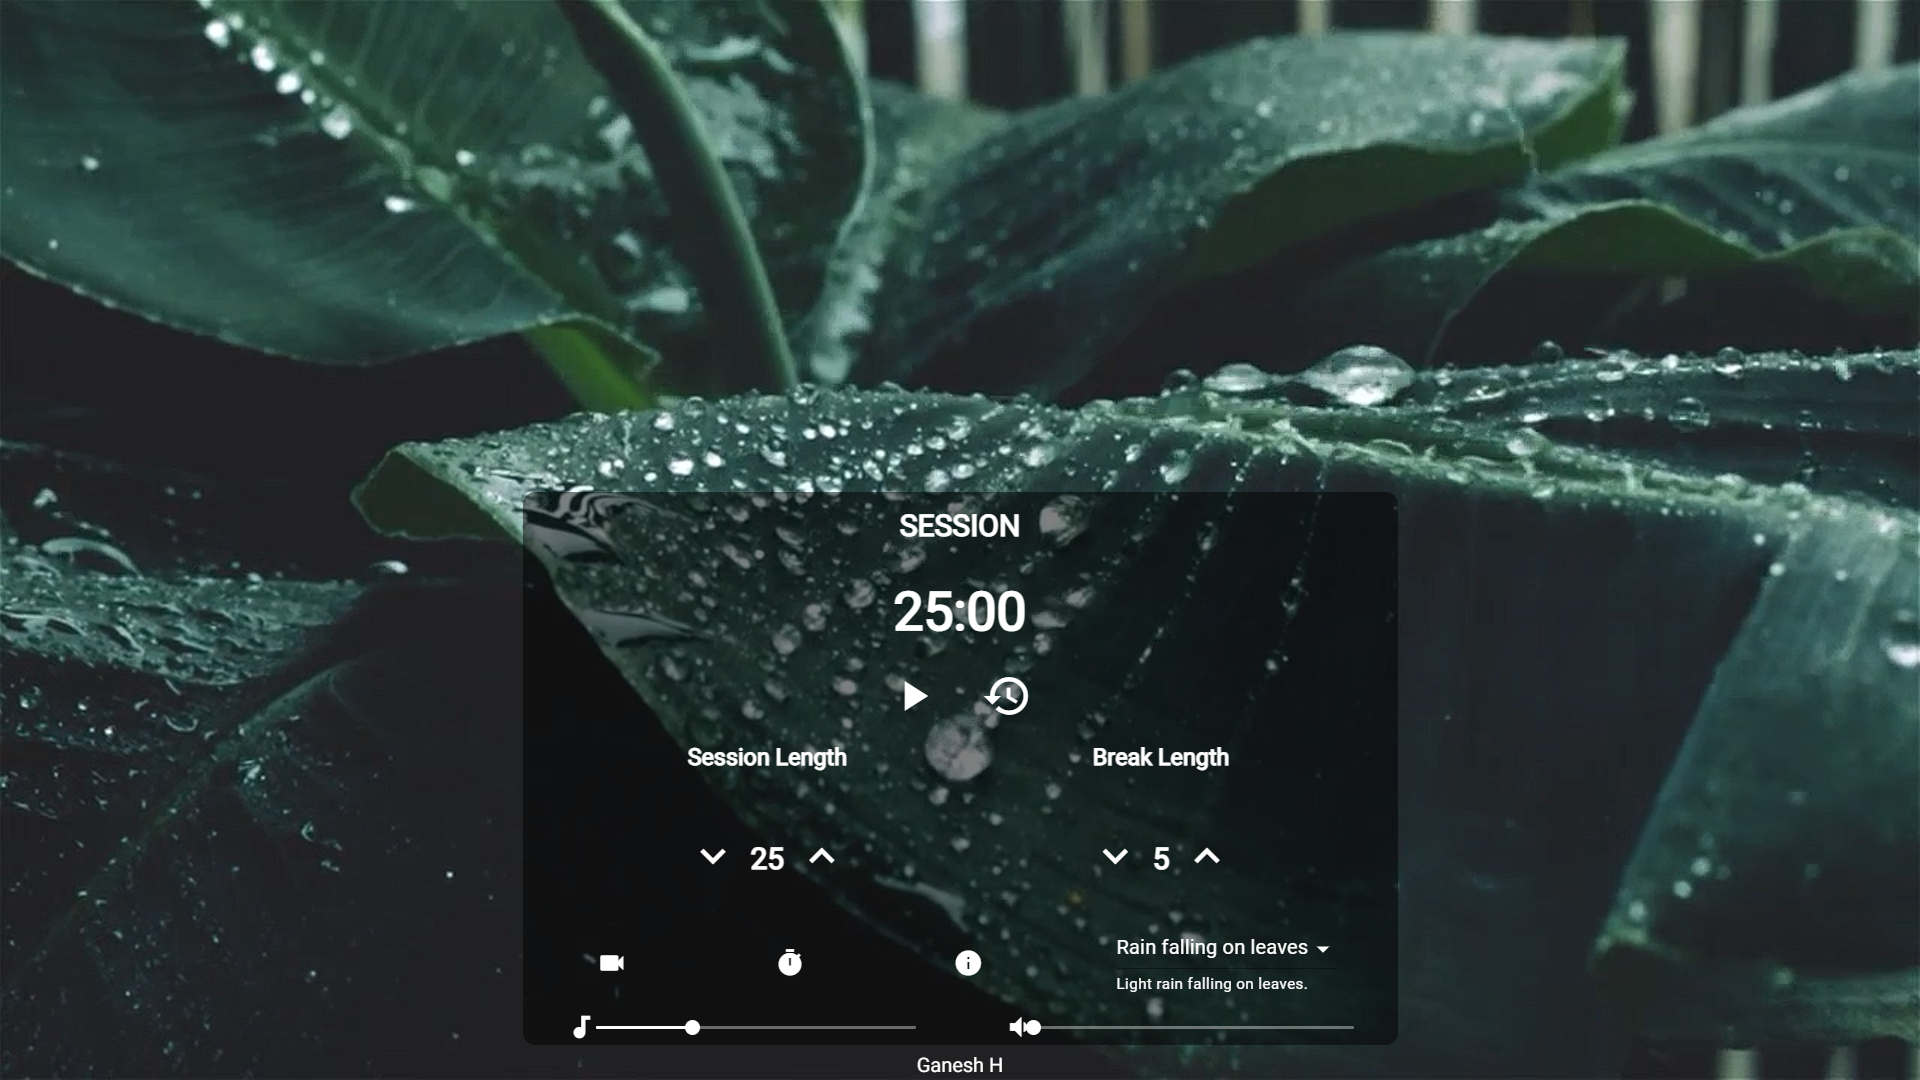 SESSION
25:00
Session Length
Break Length
25
5
Rain falling on leaves
Light rain falling on leaves.
Ganesh H